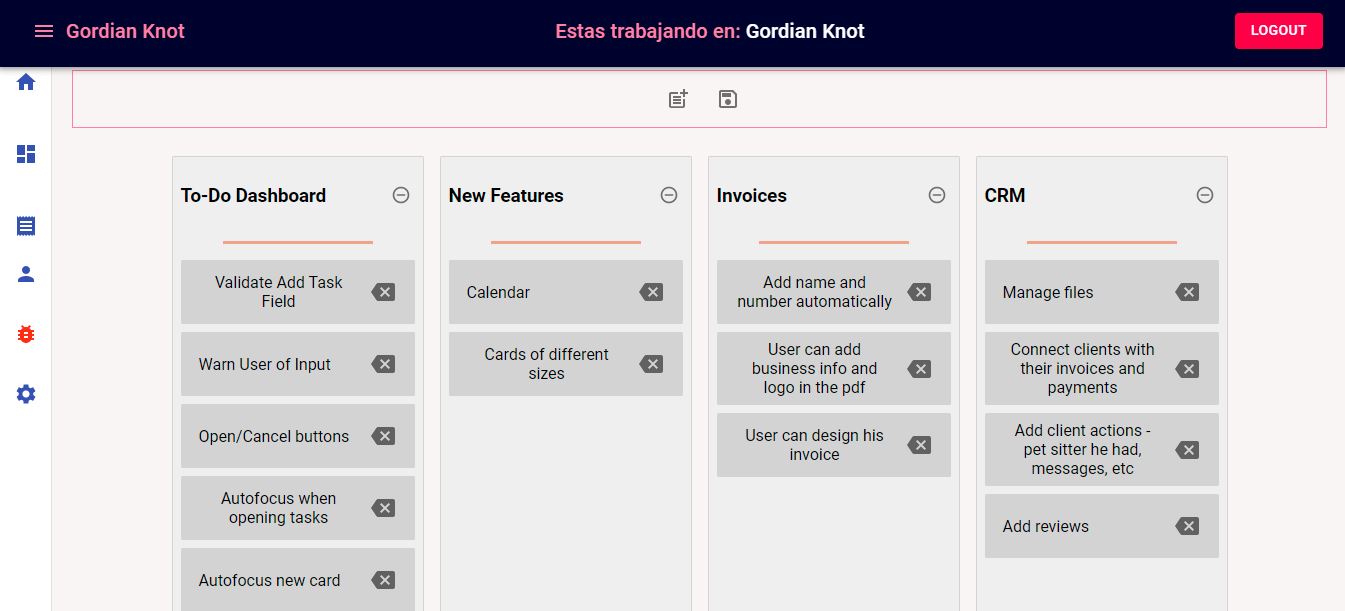 Gordian Knot
Estas trabajando en: Gordian Knot
LOGOUT
To-Do Dashboard
Validate Add Task
Field
Warn User of Input
Open/Cancel buttons
Autofocus when
opening tasks
Autofocus new card
New Features
Calendar
Cards of different
sizes
Invoices
Add name and
number automatically
User can add
business info and
logo in the pdf
User can design his
invoice
CRM
Manage files
Connect clients with
their invoices and
payments
Add client actions -
pet sitter he had,
messages, etc
Add reviews